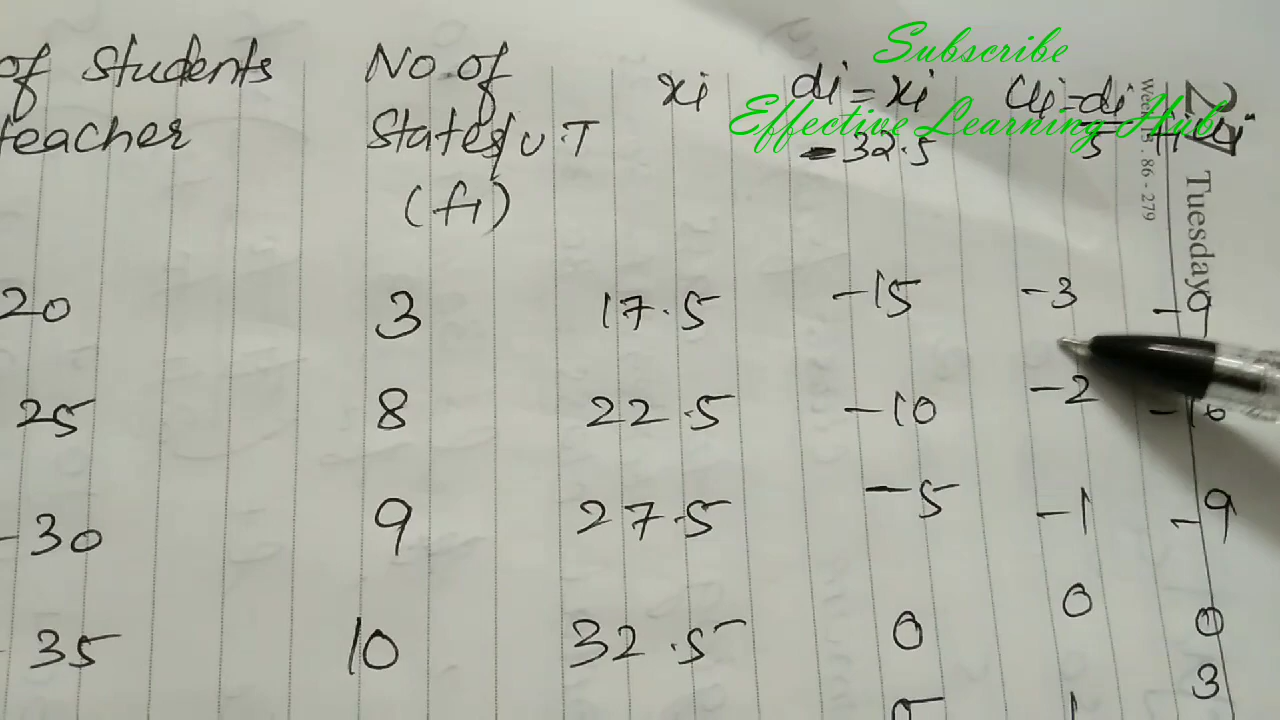 Subscribe
Effective Learning Hub
of Students No. of xi di = xi ui = di
teacher States/U.T - 32.5 5
(fi)
Tuesday
20 3 17.5 -15 -3 -9
25 8 22.5 -10 -2 -16
-30 9 27.5 -5 -1 -9
35 10 32.5 0 0 0
3